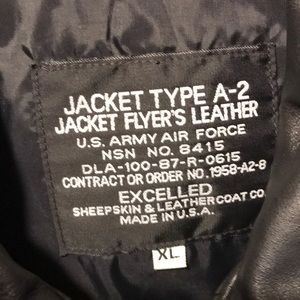 JACKET TYPE A-2
JACKET FLYER'S LEATHER
U.S. ARMY AIR FORCE
NSN NO. 8415
DLA-100-87-R-0615
CONTRACT OR ORDER NO. 1958-A2-8
EXCELLED
SHEEPSKIN & LEATHER COAT CO.
MADE IN U.S.A.
XL